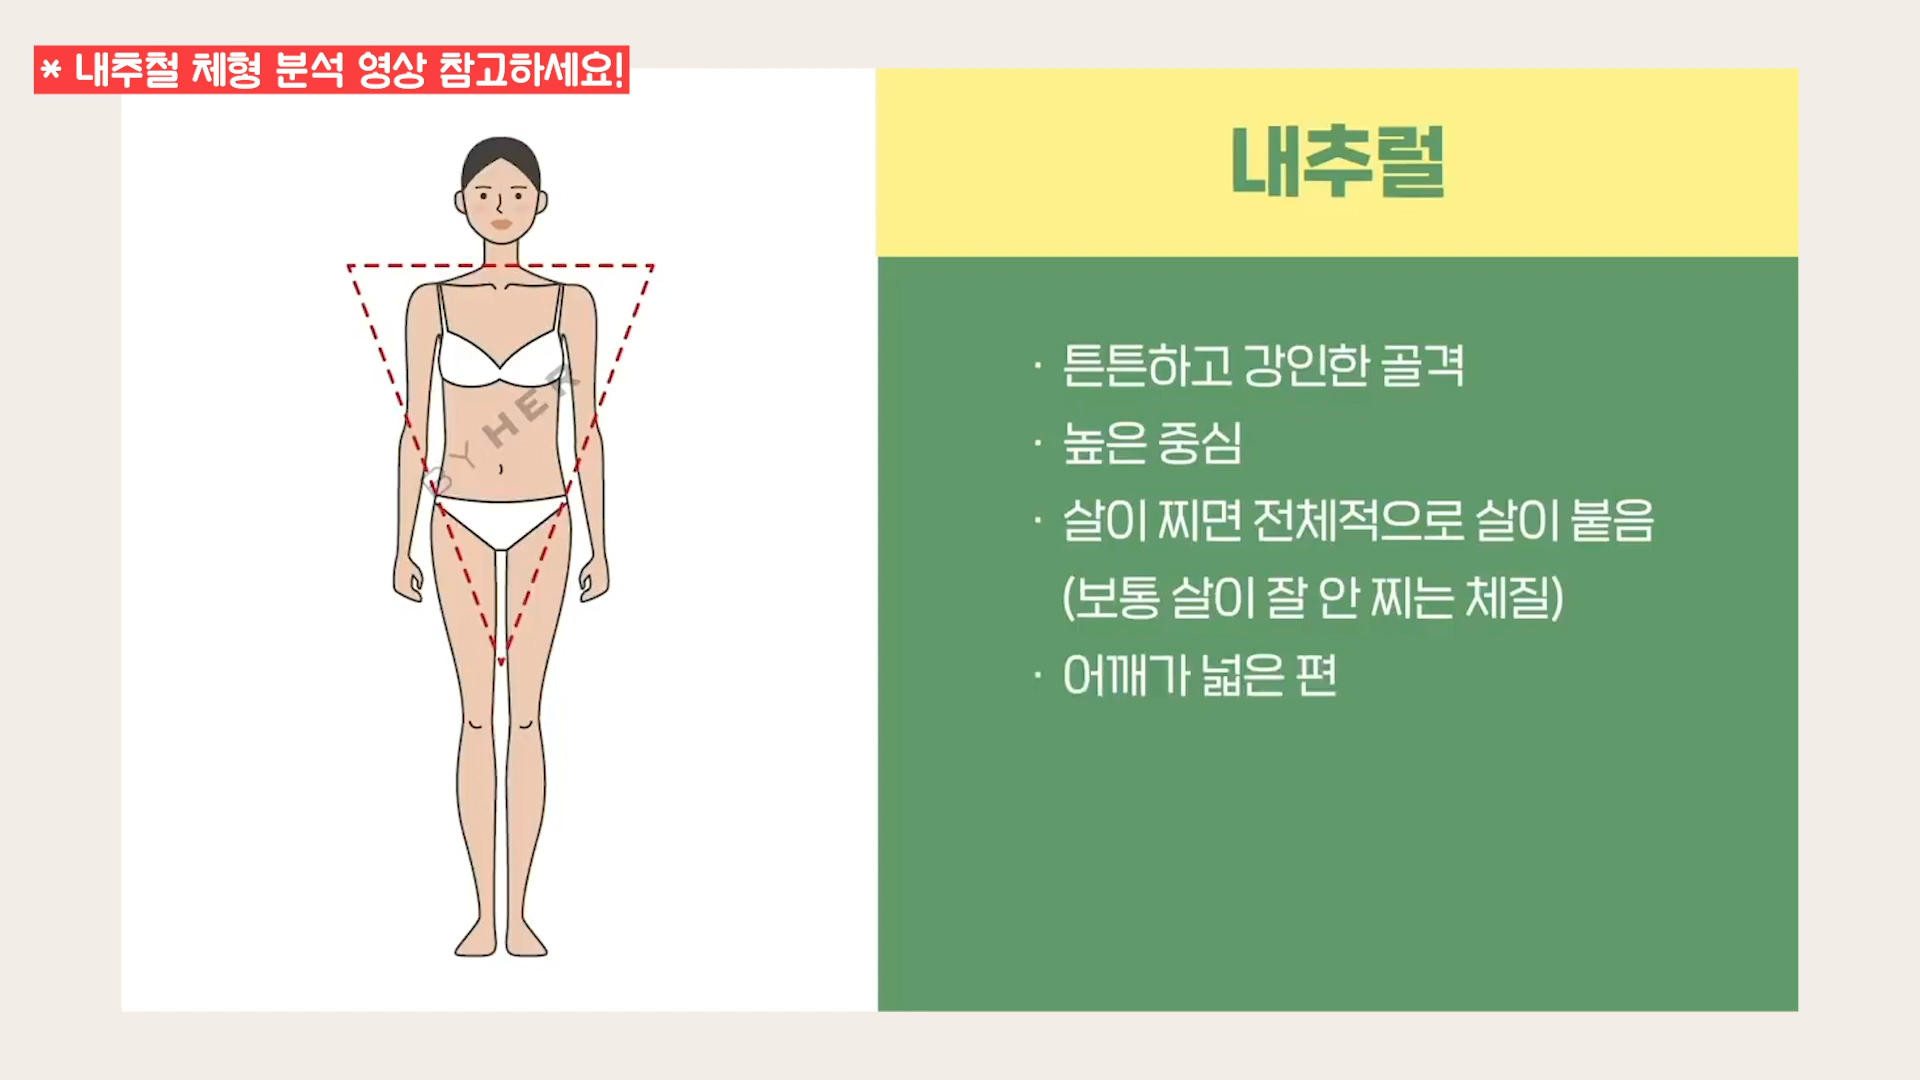 * 내추철 체형 분석 영상 참고하세요!
내추럴
BY HER
· 튼튼하고 강인한 골격
· 높은 중심
· 살이 찌면 전체적으로 살이 붙음
(보통 살이 잘 안 찌는 체질)
· 어깨가 넓은 편